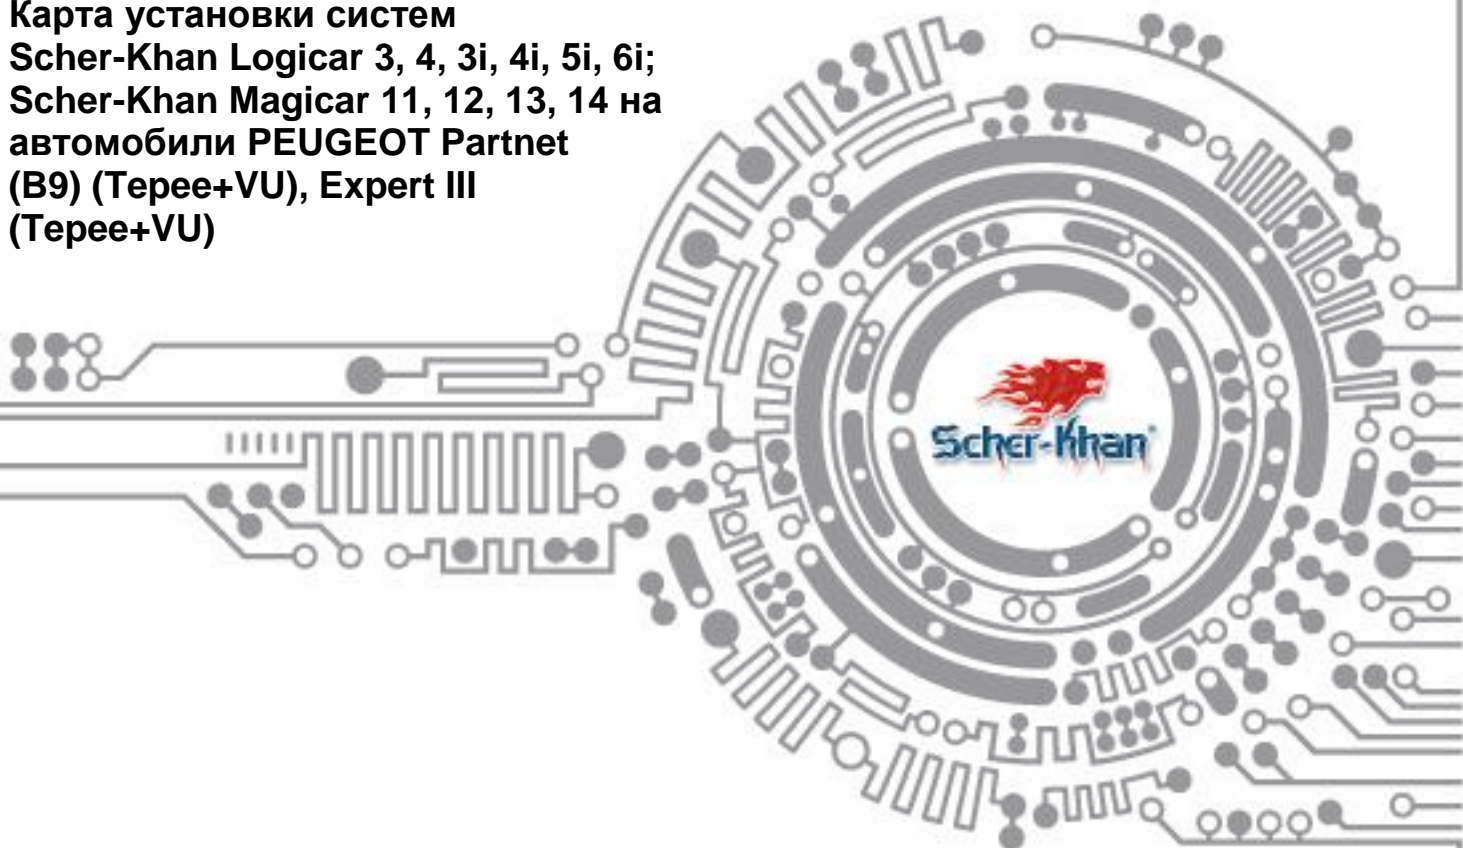 Карта установки систем
Scher-Khan Logicar 3, 4, 3i, 4i, 5i, 6i;
Scher-Khan Magicar 11, 12, 13, 14 на
автомобили PEUGEOT Partnet
(B9) (Tepee+VU), Expert III
(Tepee+VU)
Scher-Khan